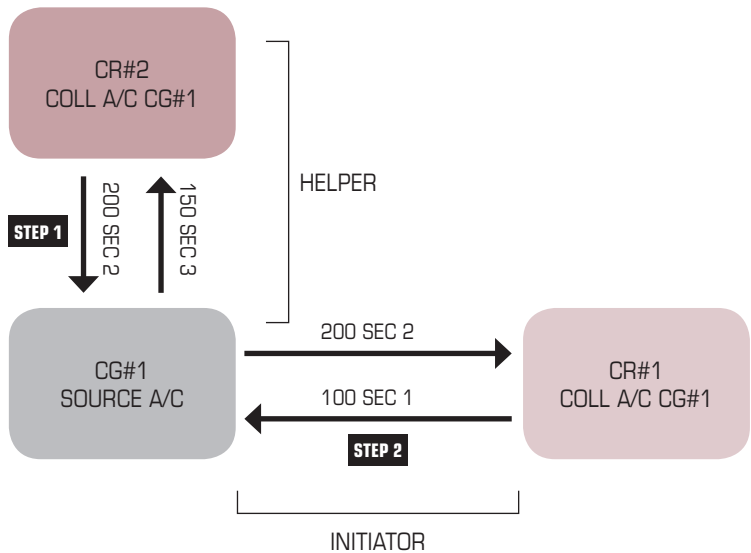 CR#2
COLL A/C CG#1
HELPER
STEP 1
200 SEC 2
150 SEC 3
CG#1
SOURCE A/C
200 SEC 2
100 SEC 1
STEP 2
CR#1
COLL A/C CG#1
INITIATOR